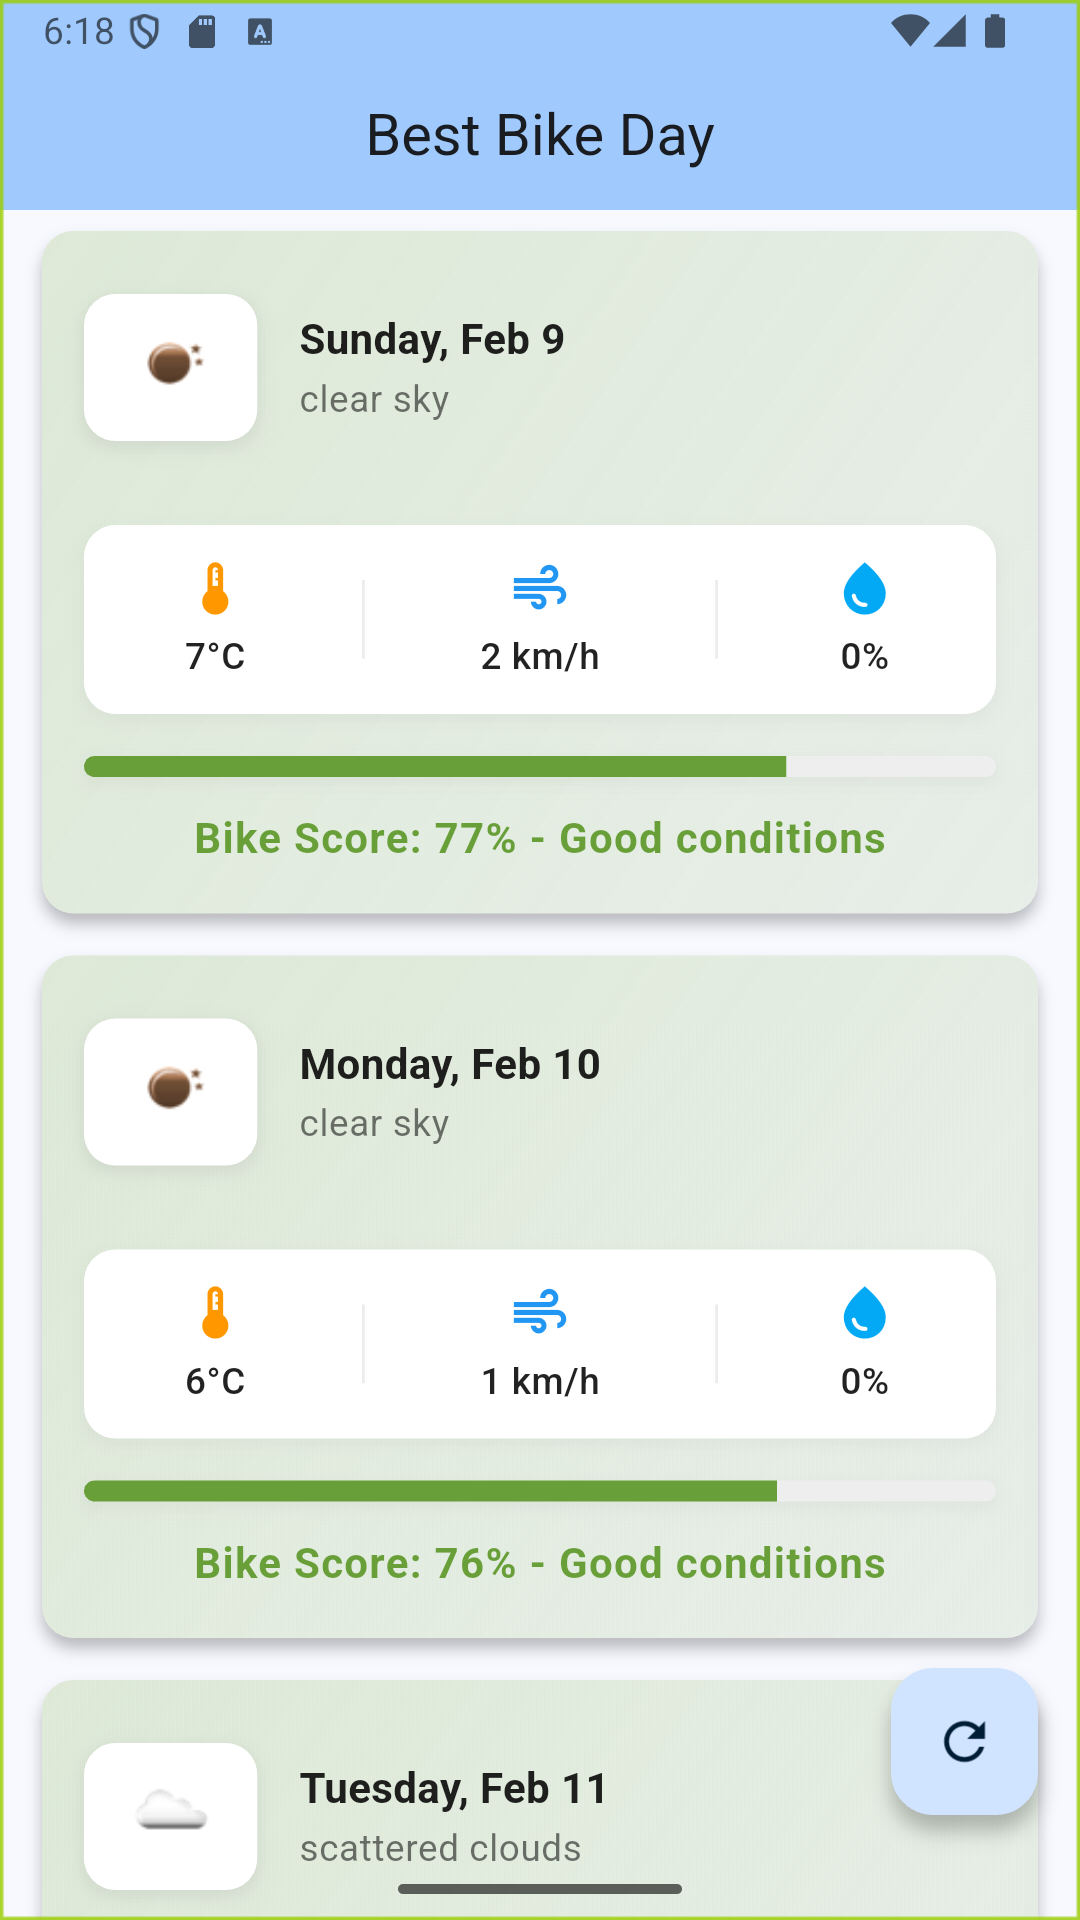 6:18
Best Bike Day
Sunday, Feb 9
clear sky
7°C 2 km/h 0%
Bike Score: 77% - Good conditions
Monday, Feb 10
clear sky
6°C 1 km/h 0%
Bike Score: 76% - Good conditions
Tuesday, Feb 11
scattered clouds